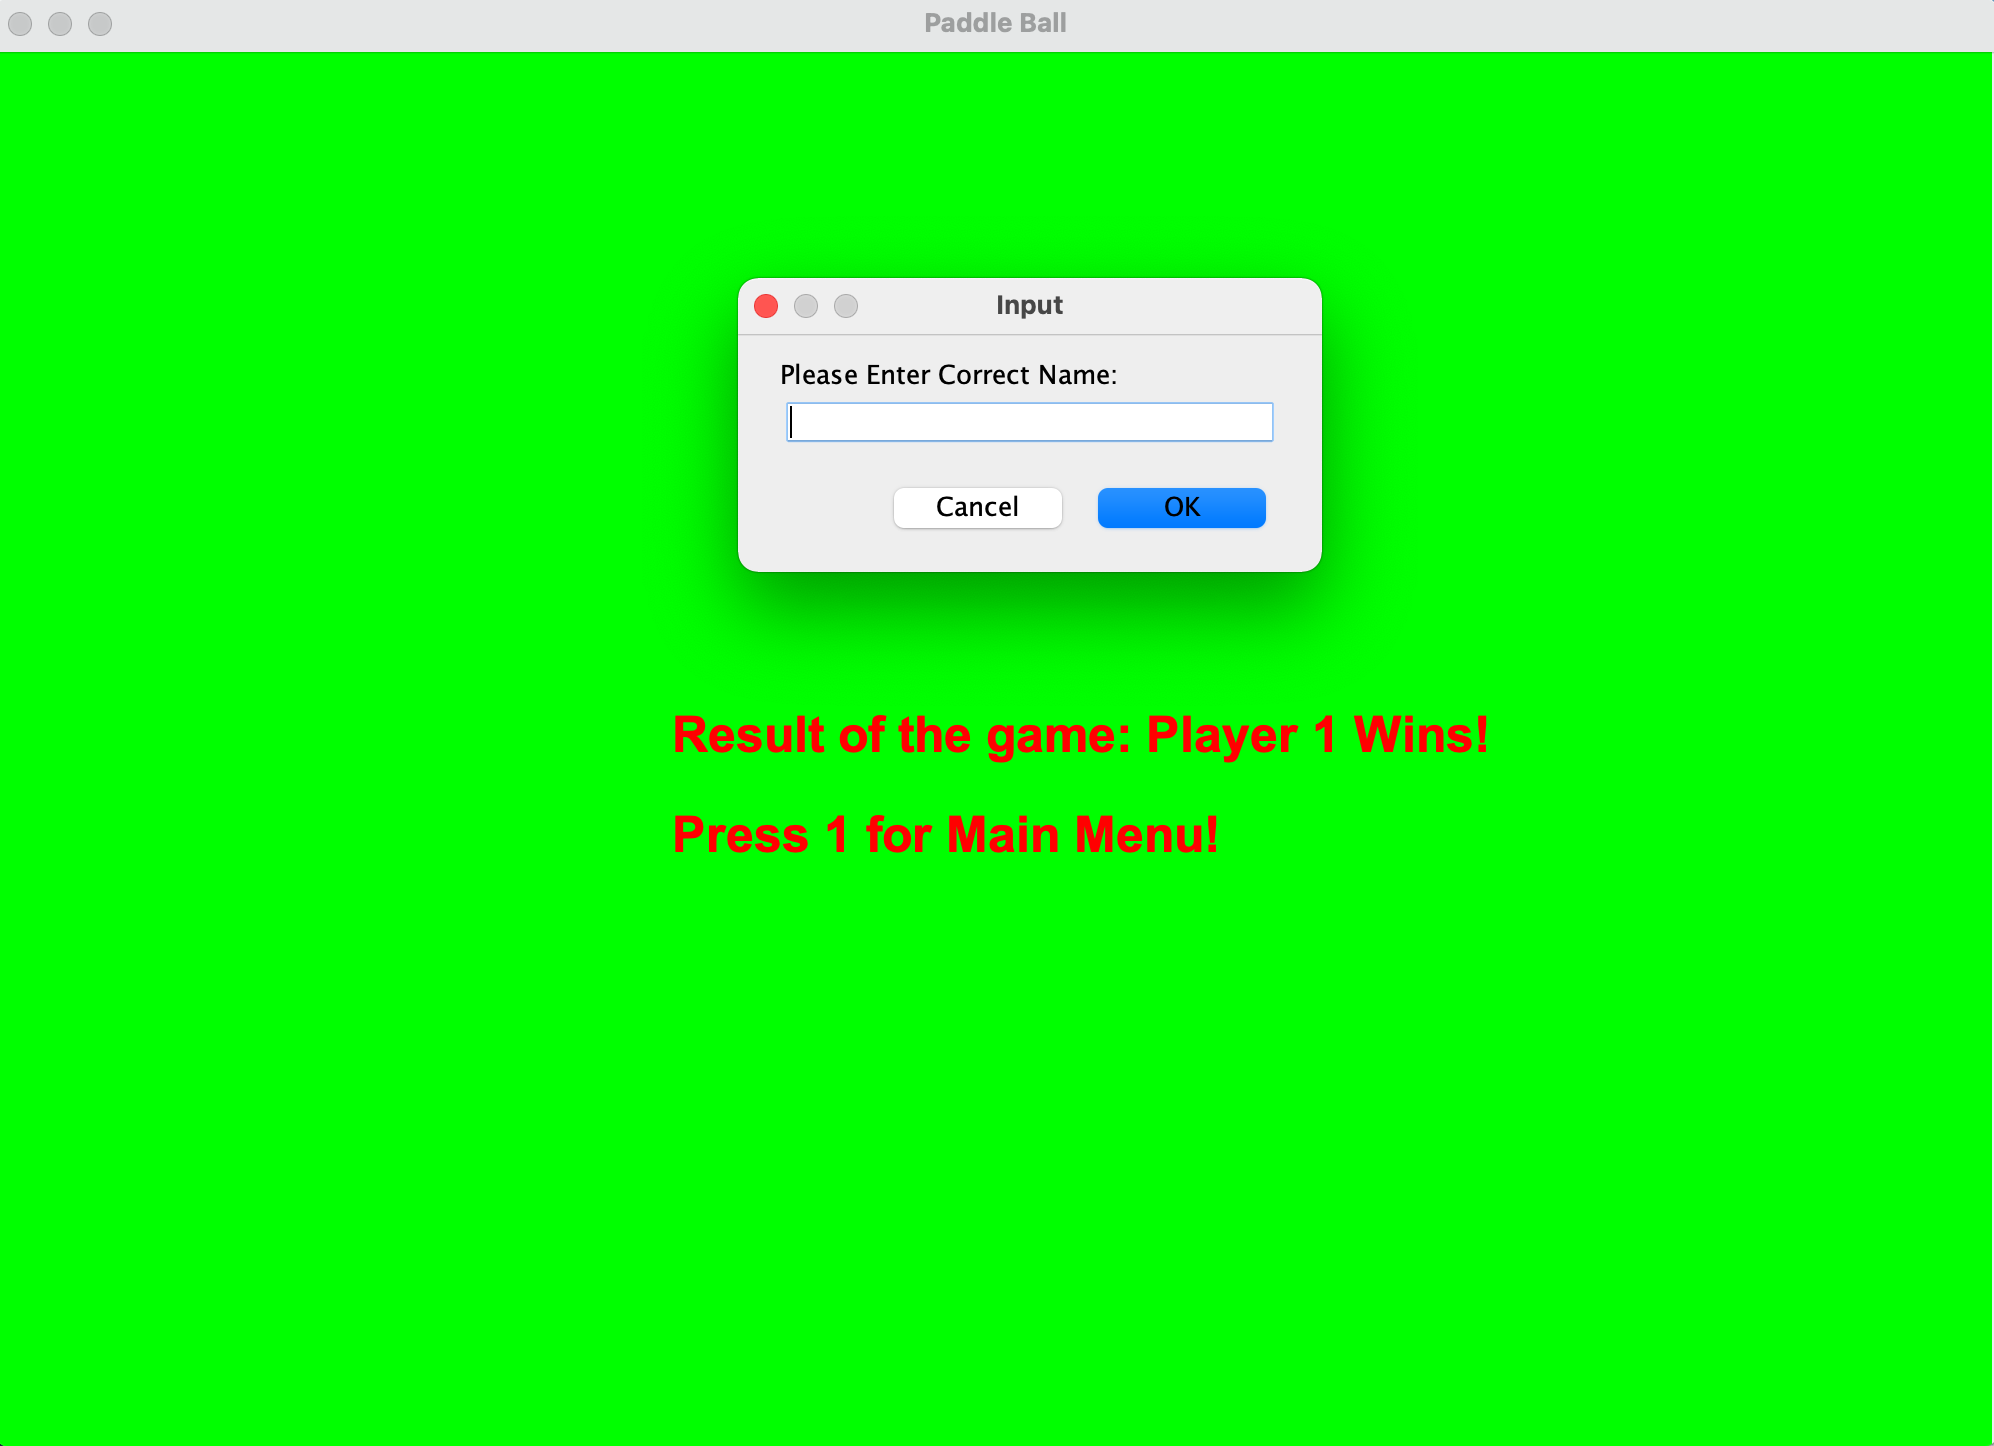 Paddle Ball
Input
Please Enter Correct Name:
Cancel
OK
Result of the game: Player 1 Wins!
Press 1 for Main Menu!